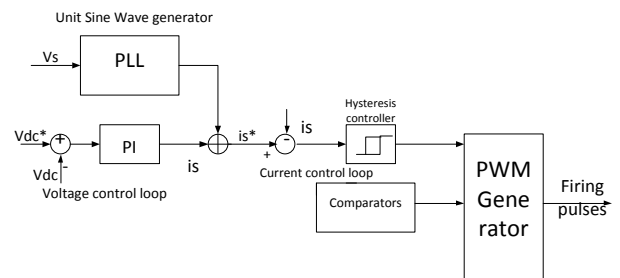 Unit Sine Wave generator
Vs
PLL
Hysteresis
controller
Vdc*
+
-
Vdc
PI
is
is*
+
-
is
Voltage control loop
Current control loop
Comparators
PWM
Gene
rator
Firing
pulses